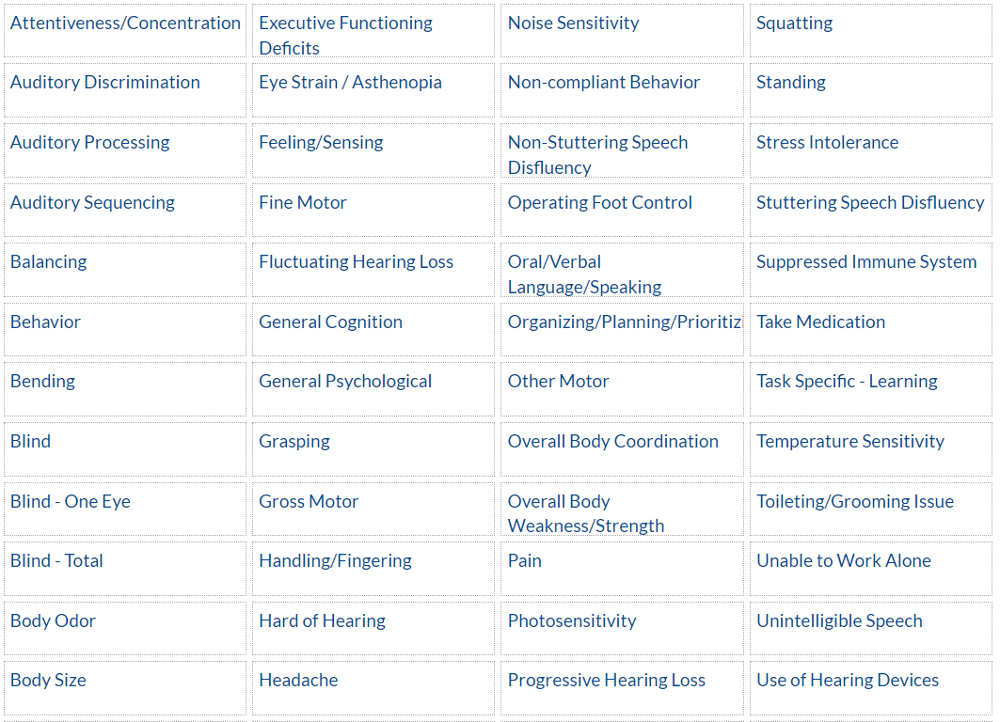 Attentiveness/Concentration
Executive Functioning
Deficits
Noise Sensitivity
Squatting
Auditory Discrimination
Eye Strain / Asthenopia
Non-compliant Behavior
Standing
Auditory Processing
Feeling/Sensing
Non-Stuttering Speech
Disfluency
Stress Intolerance
Auditory Sequencing
Fine Motor
Operating Foot Control
Stuttering Speech Disfluency
Balancing
Fluctuating Hearing Loss
Oral/Verbal
Language/Speaking
Suppressed Immune System
Behavior
General Cognition
Organizing/Planning/Prioritizi
Take Medication
Bending
General Psychological
Other Motor
Task Specific - Learning
Blind
Grasping
Overall Body Coordination
Temperature Sensitivity
Blind - One Eye
Gross Motor
Overall Body
Weakness/Strength
Toileting/Grooming Issue
Blind - Total
Handling/Fingering
Pain
Unable to Work Alone
Body Odor
Hard of Hearing
Photosensitivity
Unintelligible Speech
Body Size
Headache
Progressive Hearing Loss
Use of Hearing Devices